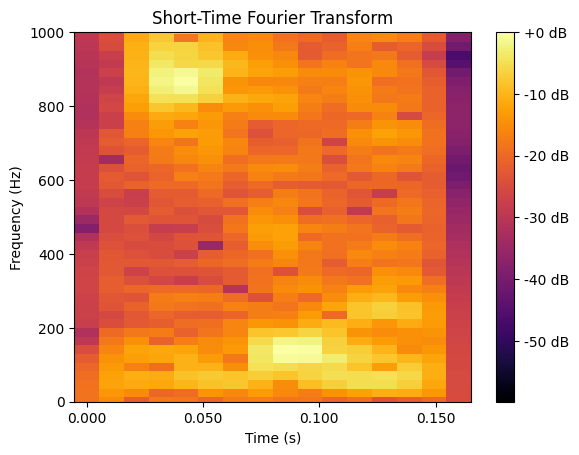 Short-Time Fourier Transform
1000
800
600
400
200
0
Frequency (Hz)
0.000
0.050
0.100
0.150
Time (s)
+0 dB
-10 dB
-20 dB
-30 dB
-40 dB
-50 dB